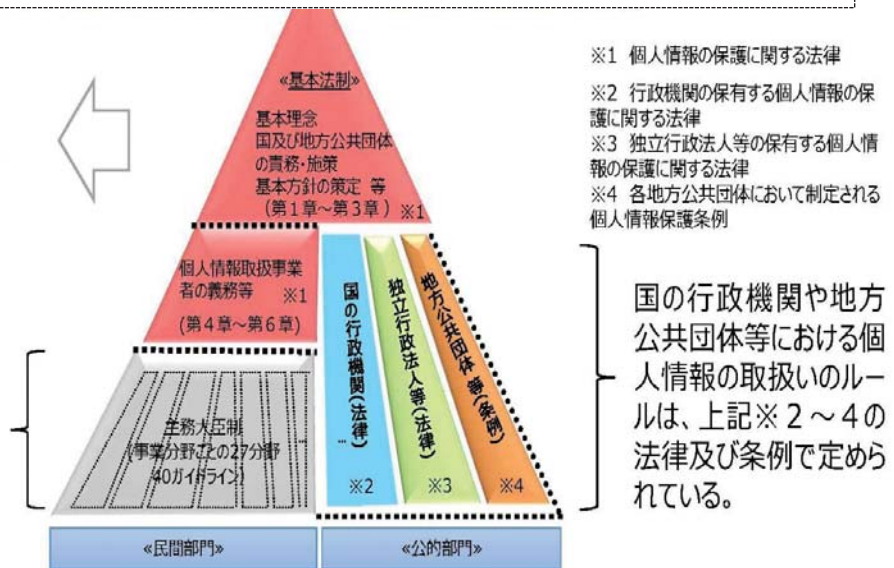 «基本法制»
基本理念
国及び地方公共団体
の責務・施策
基本方針の策定 等
(第1章～第3章) ※1
個人情報取扱事業
者の義務等 ※1
(第4章～第6章)
主務大臣制
(事業分野ごとの27分野
40ガイドライン)
…
国の行政機関(法律)
…
※2
独立行政法人等(法律)
※3
地方公共団体等(条例)
※4
«民間部門»
«公的部門»
※1 個人情報の保護に関する法律
※2 行政機関の保有する個人情報の保
護に関する法律
※3 独立行政法人等の保有する個人情
報の保護に関する法律
※4 各地方公共団体において制定される
個人情報保護条例
国の行政機関や地方
公共団体等における個
人情報の取扱いのルー
ルは、上記※2～4の
法律及び条例で定めら
れている。